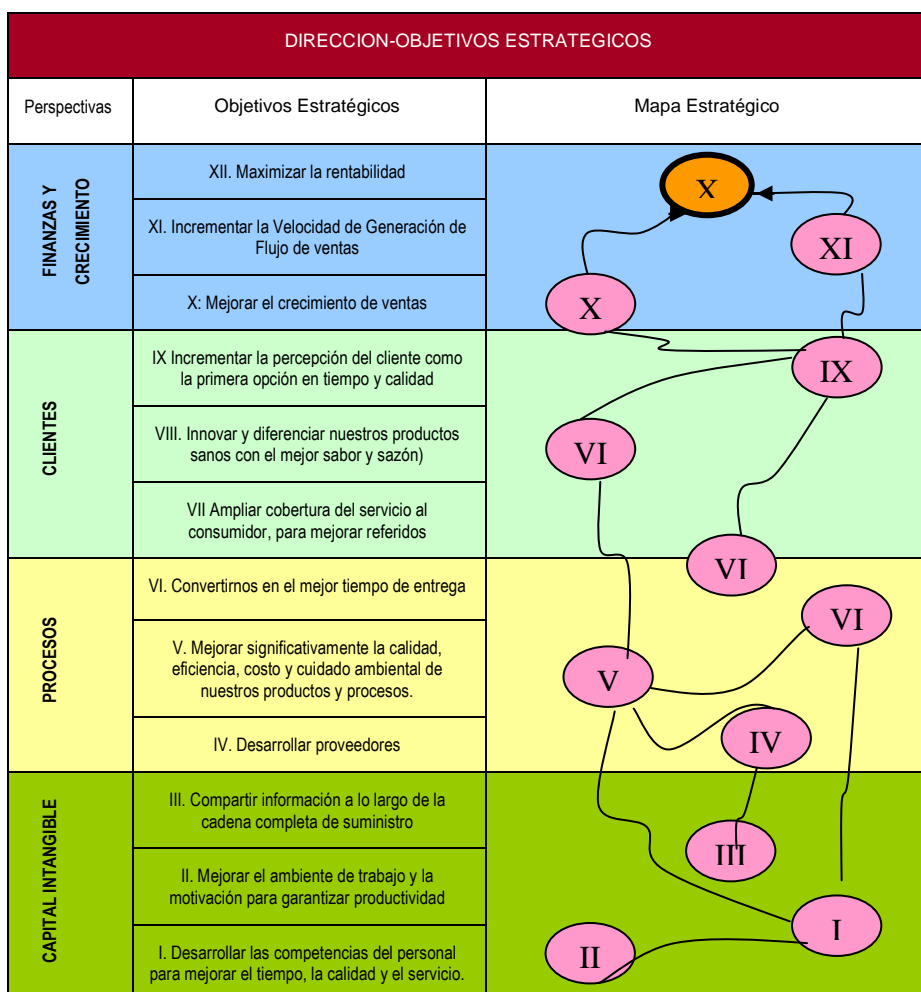 DIRECCION-OBJETIVOS ESTRATEGICOS
Perspectivas
Objetivos Estratégicos
Mapa Estratégico
FINANZAS Y
CRECIMIENTO
XII. Maximizar la rentabilidad
XI. Incrementar la Velocidad de Generación de
Flujo de ventas
X: Mejorar el crecimiento de ventas
X
XI
X
CLIENTES
IX Incrementar la percepción del cliente como
la primera opción en tiempo y calidad
VIII. Innovar y diferenciar nuestros productos
sanos con el mejor sabor y sazón)
VII Ampliar cobertura del servicio al
consumidor, para mejorar referidos
IX
VI
VI
PROCESOS
VI. Convertirnos en el mejor tiempo de entrega
V. Mejorar significativamente la calidad,
eficiencia, costo y cuidado ambiental de
nuestros productos y procesos.
IV. Desarrollar proveedores
VI
V
IV
CAPITAL INTANGIBLE
III. Compartir información a lo largo de la
cadena completa de suministro
II. Mejorar el ambiente de trabajo y la
motivación para garantizar productividad
I. Desarrollar las competencias del personal
para mejorar el tiempo, la calidad y el servicio.
III
I
II